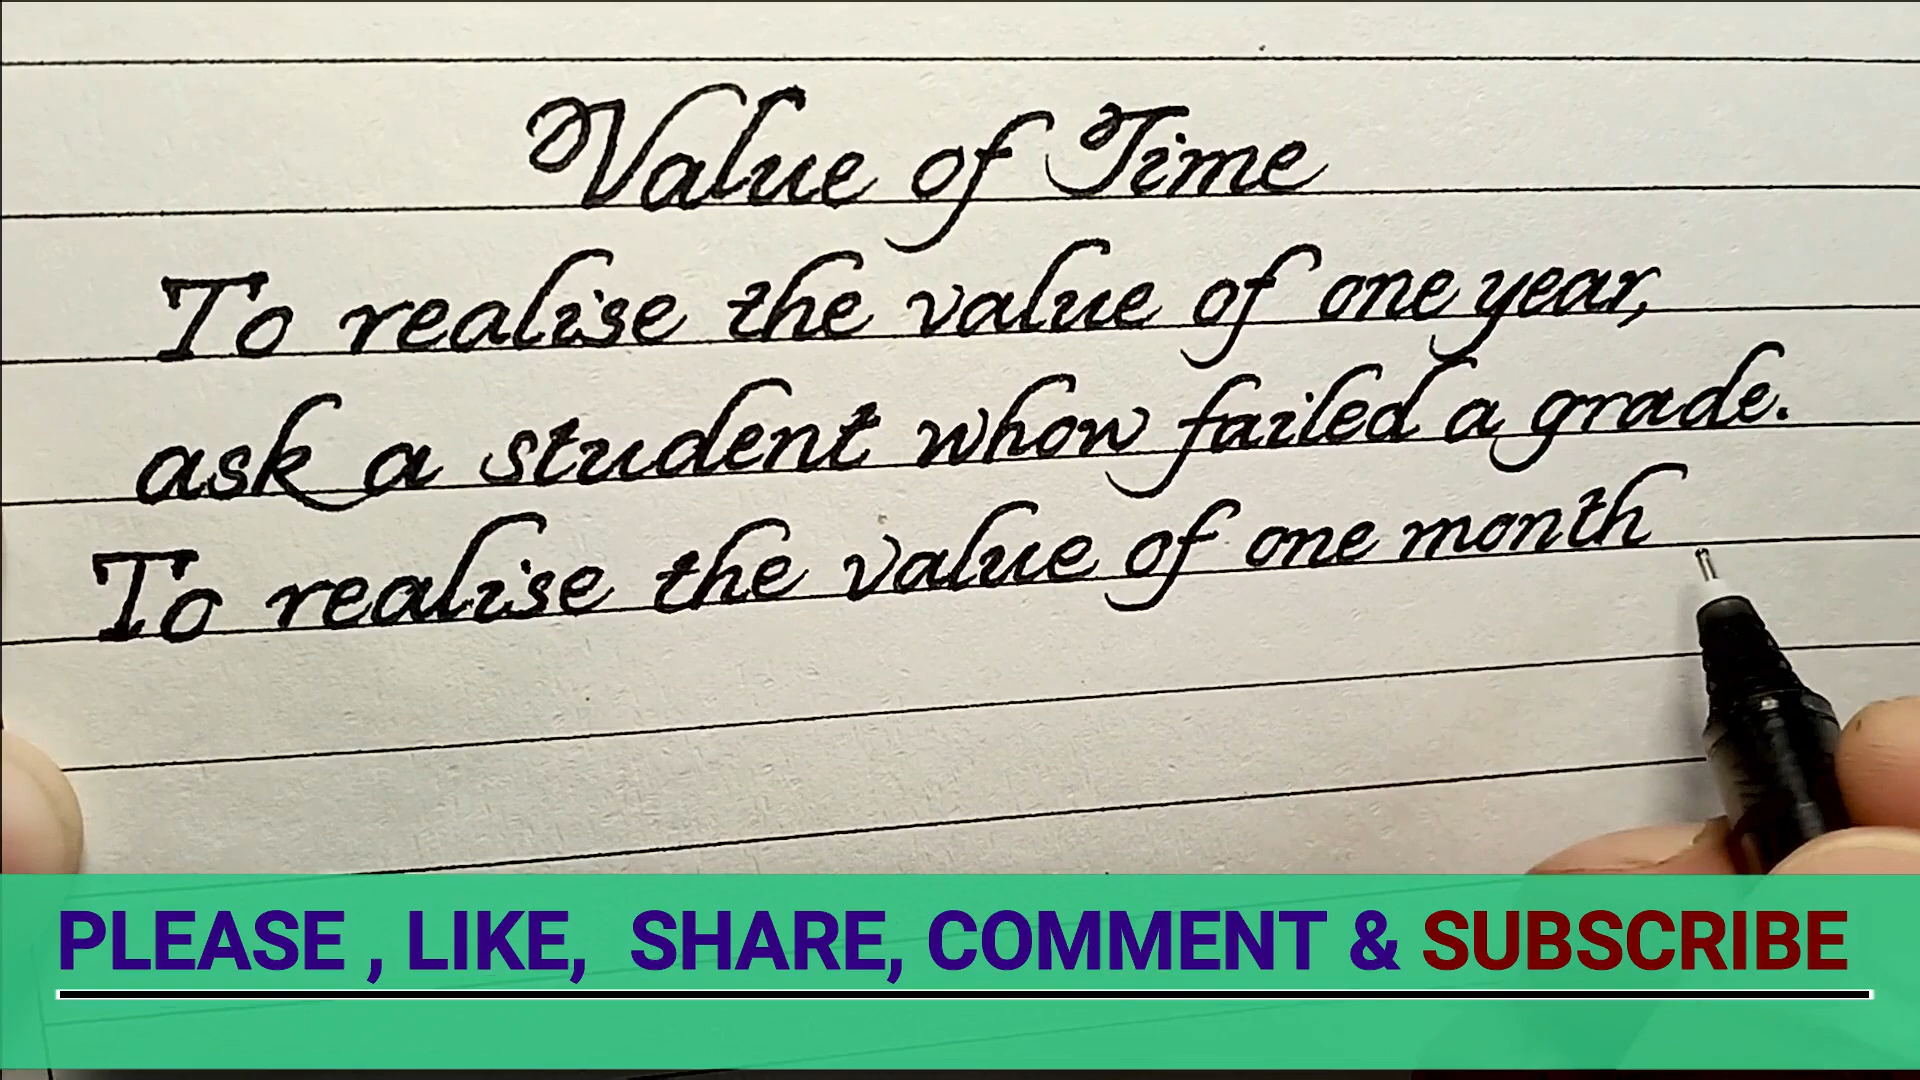 Value of Time
To realise the value of one year,
ask a student whow failed a grade.
To realise the value of one month
PLEASE , LIKE, SHARE, COMMENT & SUBSCRIBE